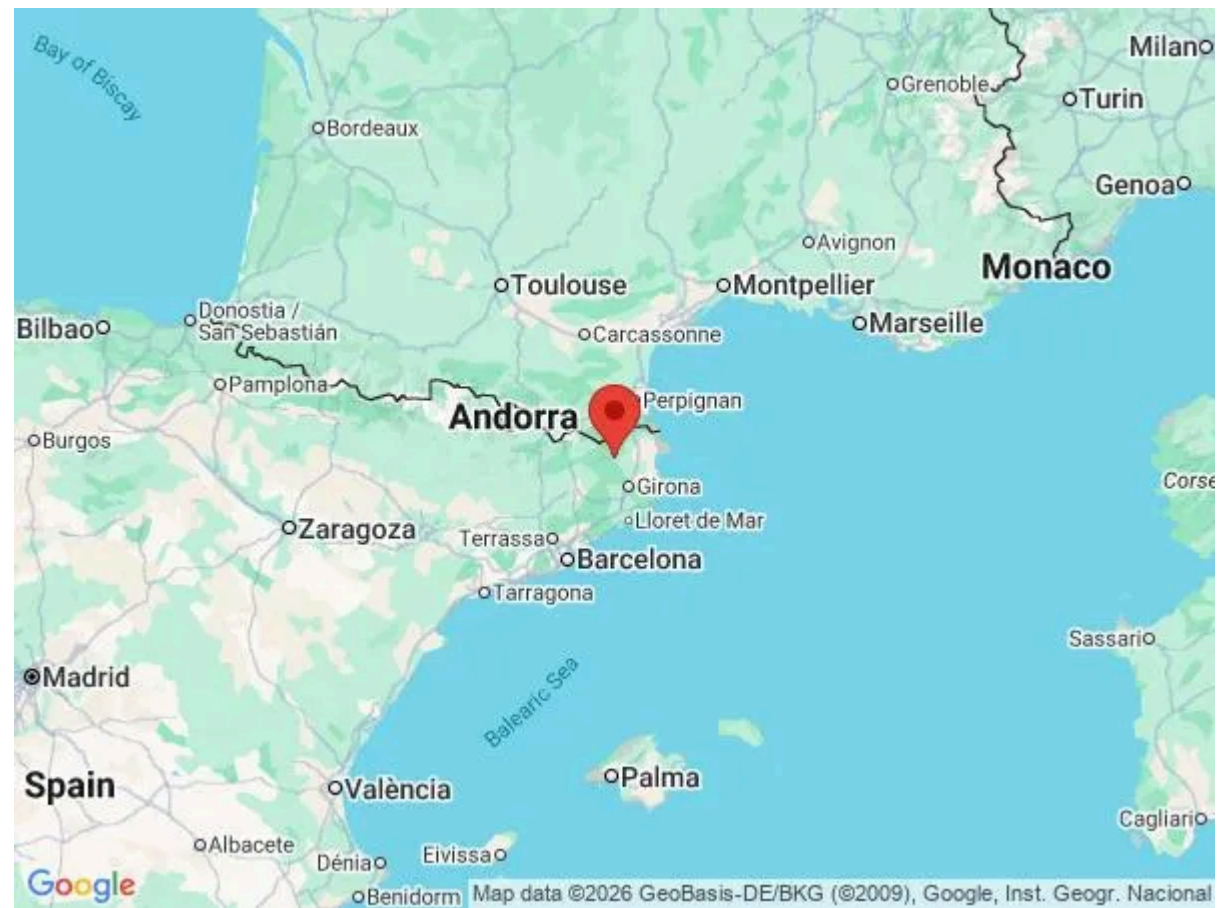 Bay of Biscay
Milan
Grenoble
Turin
Bordeaux
Genoa
Avignon
Monaco
Toulouse
Montpellier
Donostia /
San Sebastián
Bilbao
Marseille
Carcassonne
Pamplona
Perpignan
Andorra
Burgos
Corse
Girona
Lloret de Mar
Zaragoza
Terrassa
Barcelona
Tarragona
Sassari
Madrid
Balearic Sea
Palma
Spain
València
Cagliari
Albacete
Dénia
Eivissa
Google
Benidorm
Map data ©2026 GeoBasis-DE/BKG (©2009), Google, Inst. Geogr. Nacional